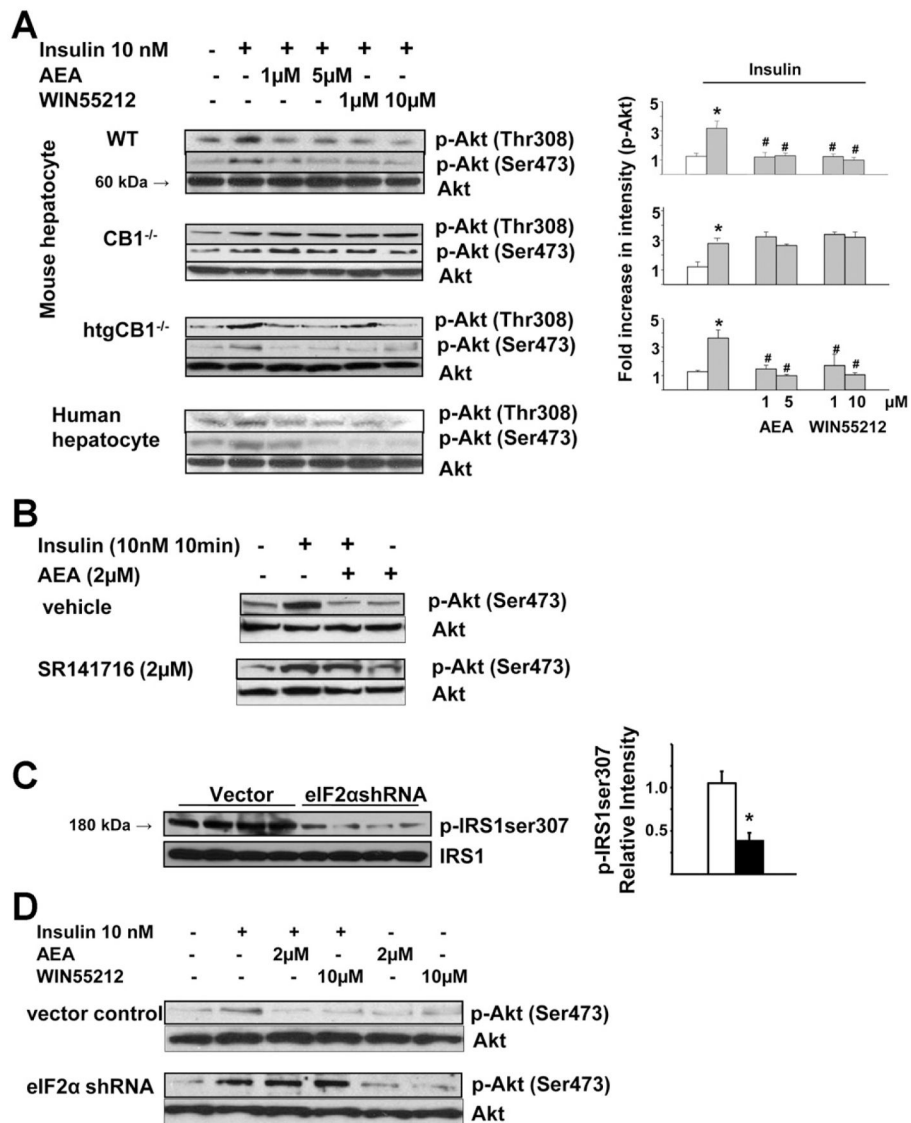 A
Insulin 10 nM - + + + + +
AEA - - 1µM 5µM - -
WIN55212 - - - - 1µM 10µM
Mouse hepatocyte
WT
p-Akt (Thr308)
p-Akt (Ser473)
60 kDa → Akt
CB1-/-
p-Akt (Thr308)
p-Akt (Ser473)
Akt
htgCB1-/-
p-Akt (Thr308)
p-Akt (Ser473)
Akt
Human
hepatocyte
p-Akt (Thr308)
p-Akt (Ser473)
Akt
Insulin
Fold increase in intensity (p-Akt)
5
3
1
* # # # #
5
3
1
*
5
3
1
* # # # #
1 5 1 10 µM
AEA WIN55212
B
Insulin (10nM 10min) - + + -
AEA (2µM) - - + +
vehicle
p-Akt (Ser473)
Akt
SR141716 (2µM)
p-Akt (Ser473)
Akt
C
Vector eIF2αshRNA
180 kDa → p-IRS1ser307
IRS1
p-IRS1ser307
Relative Intensity
1.0
0.5
*
D
Insulin 10 nM - + + + - -
AEA - - 2µM - 2µM -
WIN55212 - - - 10µM - 10µM
vector control
p-Akt (Ser473)
Akt
eIF2α shRNA
p-Akt (Ser473)
Akt